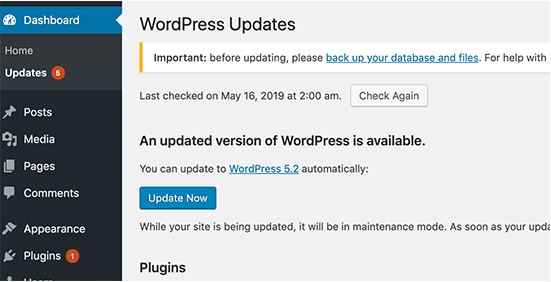 Dashboard
Home
Updates 5
Posts
Media
Pages
Comments
Appearance
Plugins 1
Users
WordPress Updates
Important: before updating, please back up your database and files. For help with
Last checked on May 16, 2019 at 2:00 am. Check Again
An updated version of WordPress is available.
You can update to WordPress 5.2 automatically:
Update Now
While your site is being updated, it will be in maintenance mode. As soon as your upda
Plugins